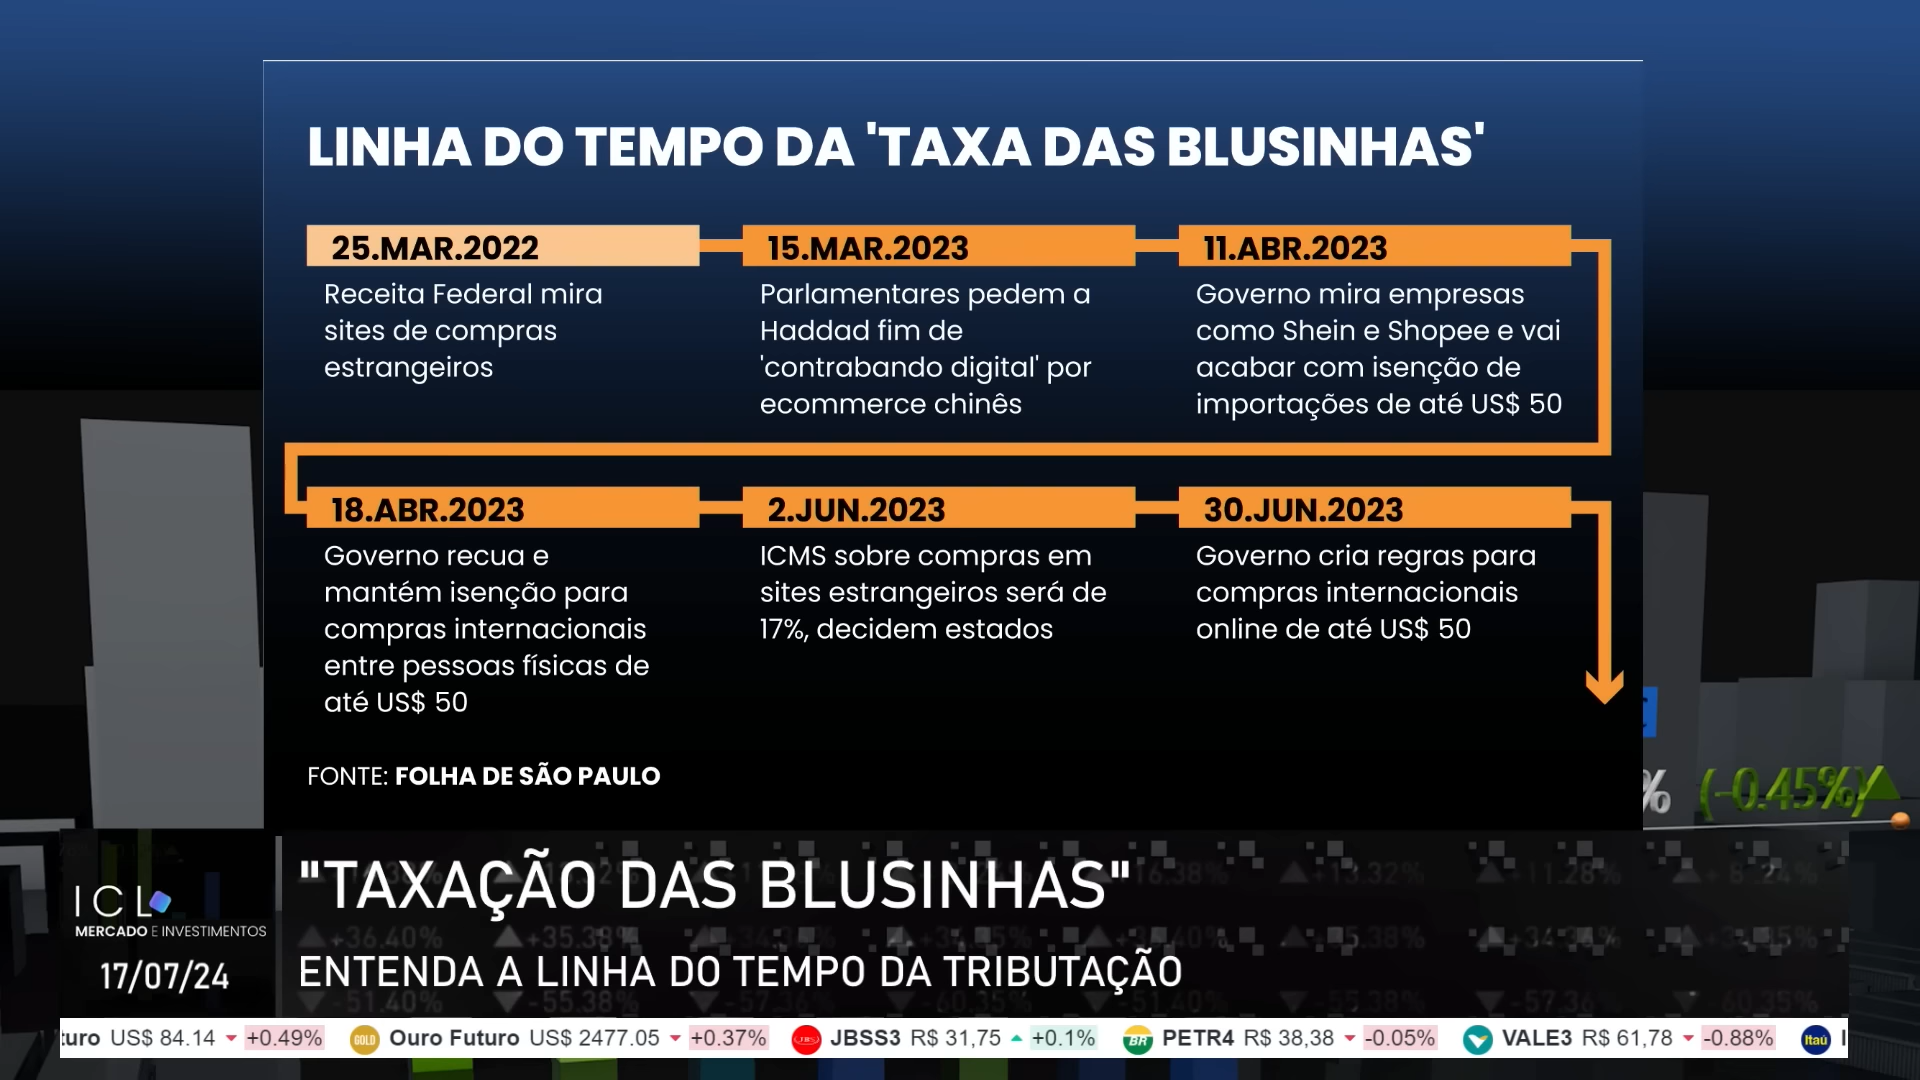 LINHA DO TEMPO DA 'TAXA DAS BLUSINHAS'
25.MAR.2022
Receita Federal mira
sites de compras
estrangeiros
15.MAR.2023
Parlamentares pedem a
Haddad fim de
'contrabando digital' por
ecommerce chinês
11.ABR.2023
Governo mira empresas
como Shein e Shopee e vai
acabar com isenção de
importações de até US$ 50
18.ABR.2023
Governo recua e
mantém isenção para
compras internacionais
entre pessoas físicas de
até US$ 50
2.JUN.2023
ICMS sobre compras em
sites estrangeiros será de
17%, decidem estados
30.JUN.2023
Governo cria regras para
compras internacionais
online de até US$ 50
FONTE: FOLHA DE SÃO PAULO
% (-0.45%)
ICL
MERCADO E INVESTIMENTOS
17/07/24
"TAXAÇÃO DAS BLUSINHAS"
ENTENDA A LINHA DO TEMPO DA TRIBUTAÇÃO
turo US$ 84.14 +0.49% GOLD Ouro Futuro US$ 2477.05 +0.37% JBS JBSS3 R$ 31,75 +0.1% BR PETR4 R$ 38,38 -0.05% VALE3 R$ 61,78 -0.88% Itaú